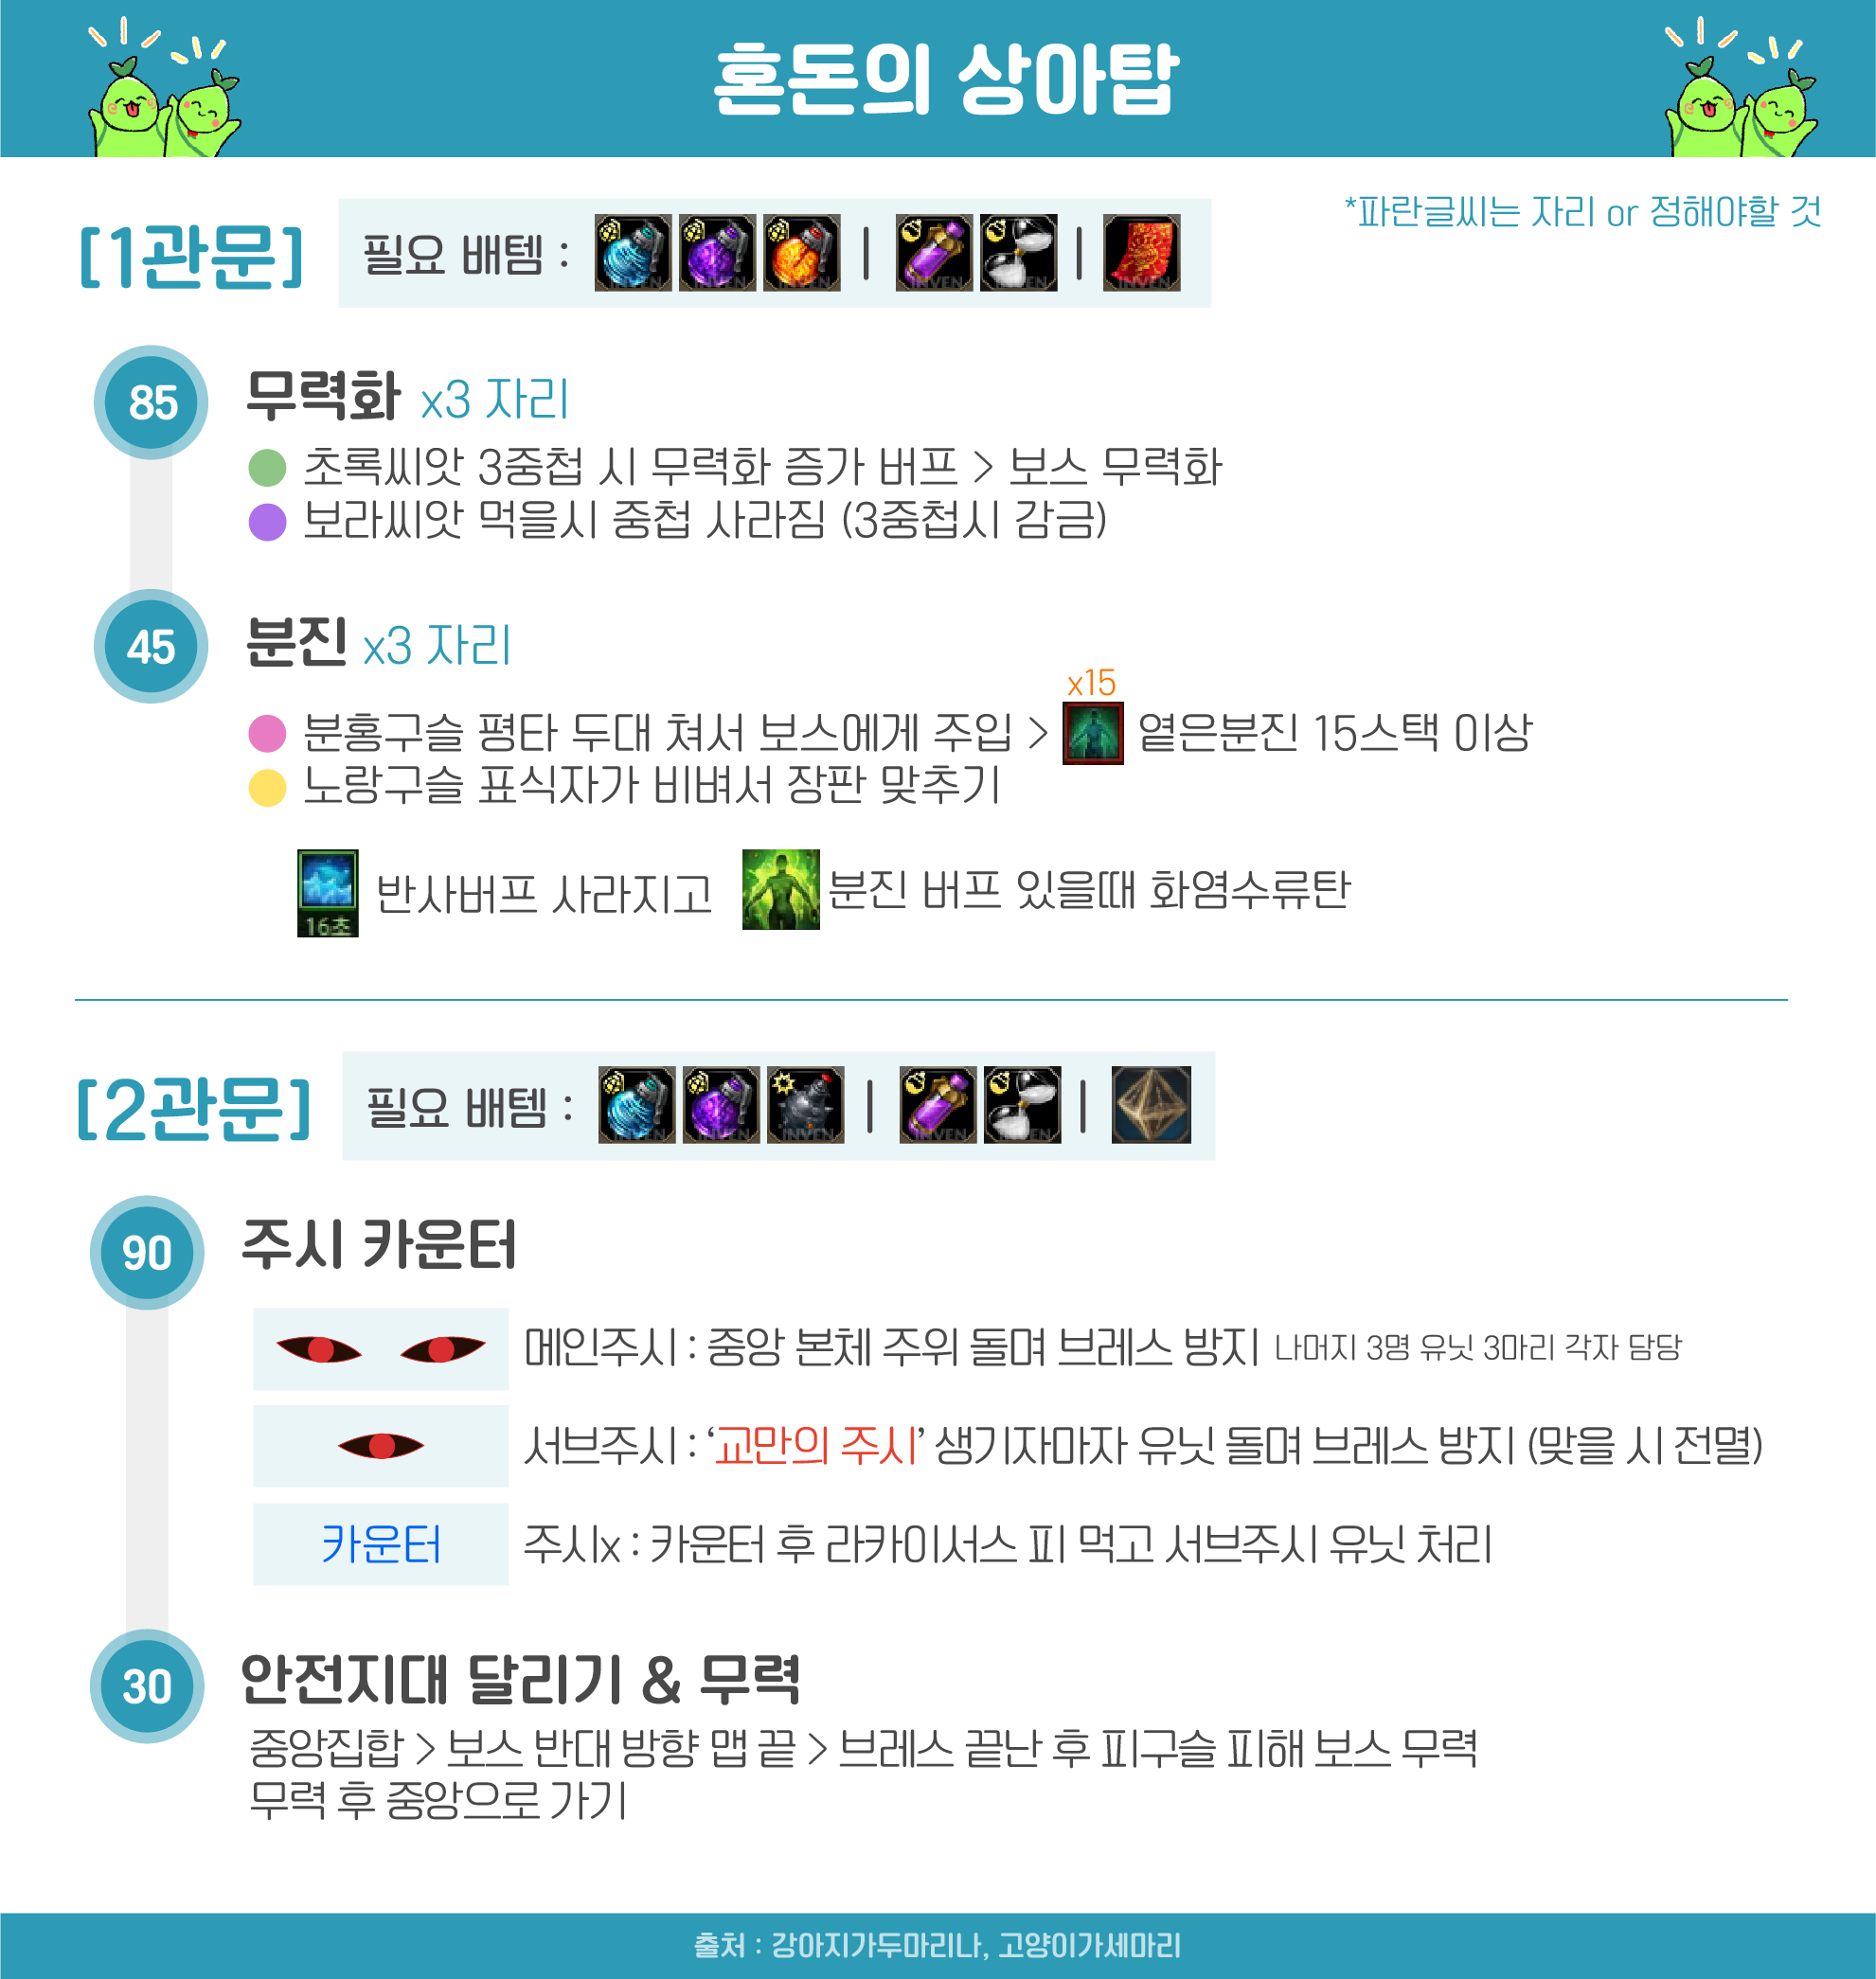 혼돈의 상아탑
*파란글씨는 자리 or 정해야할 것
[1관문]
필요 배템 :
INVEN INVEN INVEN | INVEN INVEN | INVEN
85
무력화 x3 자리
초록씨앗 3중첩 시 무력화 증가 버프 > 보스 무력화
보라씨앗 먹을시 중첩 사라짐 (3중첩시 감금)
45
분진 x3 자리
x15
분홍구슬 평타 두대 쳐서 보스에게 주입 > 옅은분진 15스택 이상
노랑구슬 표식자가 비벼서 장판 맞추기
16초
반사버프 사라지고 분진 버프 있을때 화염수류탄
[2관문]
필요 배템 :
INVEN INVEN INVEN | INVEN INVEN |
90
주시 카운터
메인주시 : 중앙 본체 주위 돌며 브레스 방지 나머지 3명 유닛 3마리 각자 담당
서브주시 : ‘교만의 주시’ 생기자마자 유닛 돌며 브레스 방지 (맞을 시 전멸)
카운터 주시x : 카운터 후 라카이서스 피 먹고 서브주시 유닛 처리
30
안전지대 달리기 & 무력
중앙집합 > 보스 반대 방향 맵 끝 > 브레스 끝난 후 피구슬 피해 보스 무력
무력 후 중앙으로 가기
출처 : 강아지가두마리나, 고양이가세마리